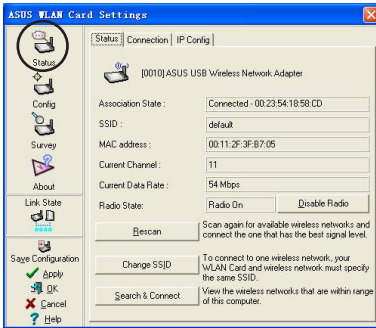 ASUS WLAN Card Settings
Status
Config
Survey
About
Link State
Save Configuration
Apply
OK
Cancel
Help
Status Connection IP Config
[0010] ASUS USB Wireless Network Adapter
Association State : Connected - 00:23:54:18:58:CD
SSID : default
MAC address : 00:11:2F:3F:B7:05
Current Channel : 11
Current Data Rate : 54 Mbps
Radio State: Radio On Disable Radio
Rescan
Scan again for available wireless networks and
connect the one that has the best signal level.
Change SSID
To connect to one wireless network, your
WLAN Card and wireless network must specify
the same SSID.
Search & Connect
View the wireless networks that are within range
of this computer.